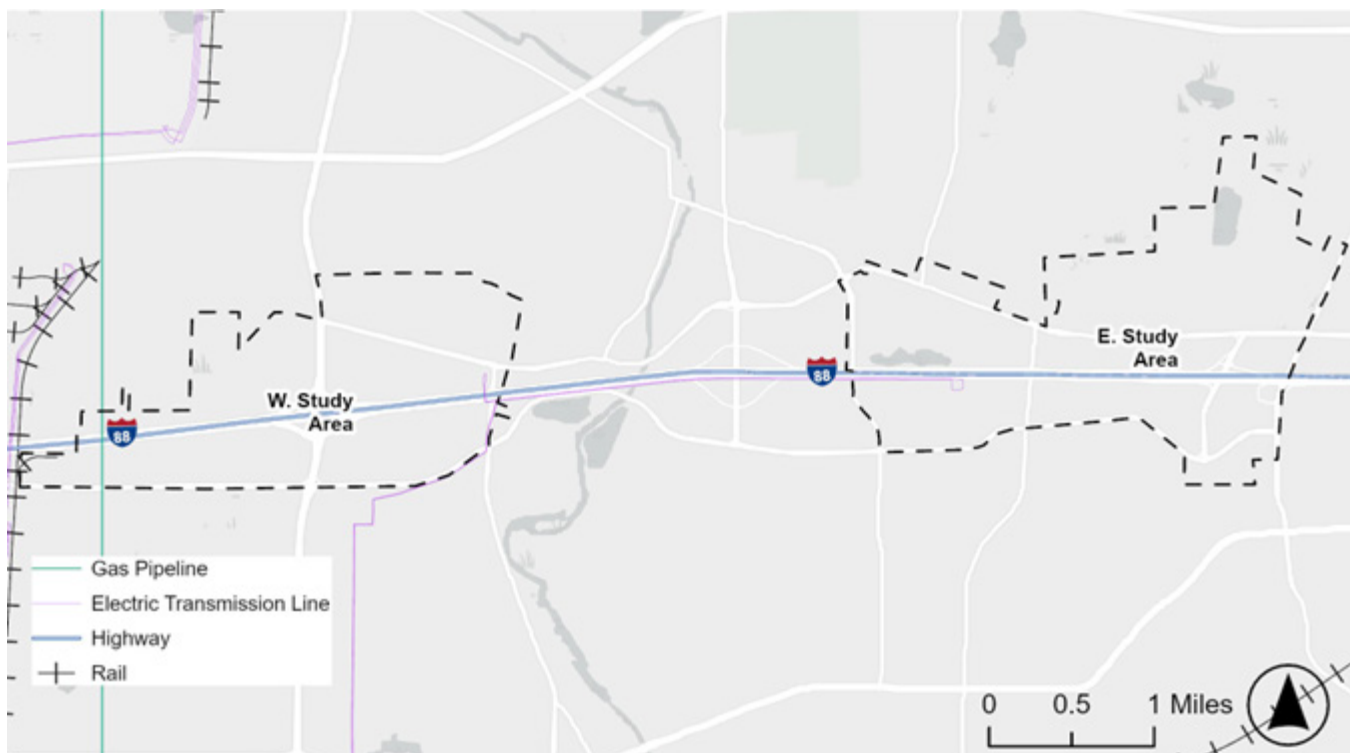 E. Study
Area
88
W. Study
Area
88
Gas Pipeline
Electric Transmission Line
Highway
Rail
0 0.5 1 Miles